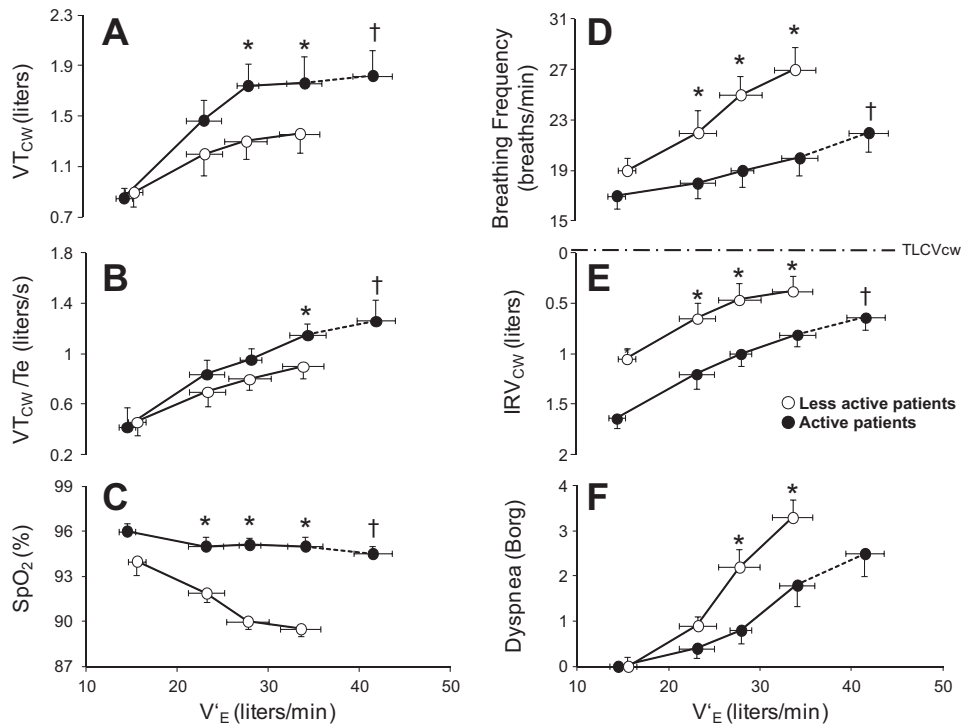 A
VT_CW (liters)
2.3
1.9
1.5
1.1
0.7
* * †
B
VT_CW /Te (liters/s)
1.8
1.4
1
0.6
0.2
* †
C
SpO₂ (%)
99
96
93
90
87
* * * †
10 20 30 40 50
V'E (liters/min)
D
Breathing Frequency
(breaths/min)
31
27
23
19
15
* * * †
TLCVcw
E
IRV_CW (liters)
0
0.5
1
1.5
2
* * * †
Less active patients
Active patients
F
Dyspnea (Borg)
4
3
2
1
0
* *
10 20 30 40 50
V'E (liters/min)